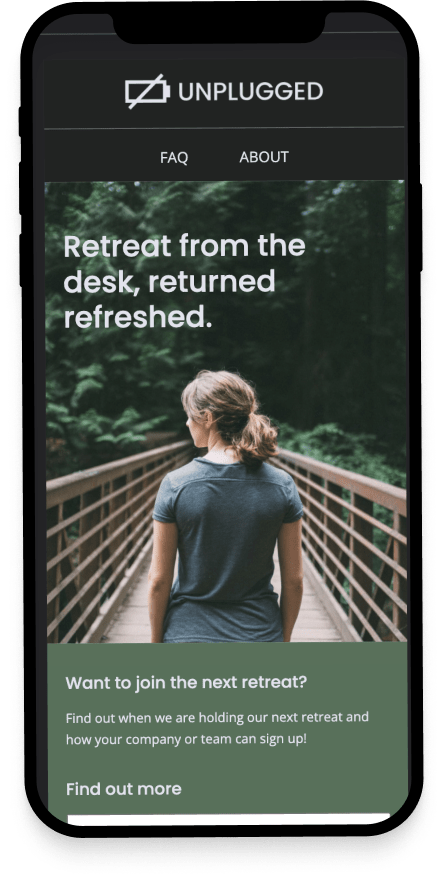 UNPLUGGED
FAQ ABOUT
Retreat from the
desk, returned
refreshed.
Want to join the next retreat?
Find out when we are holding our next retreat and
how your company or team can sign up!
Find out more